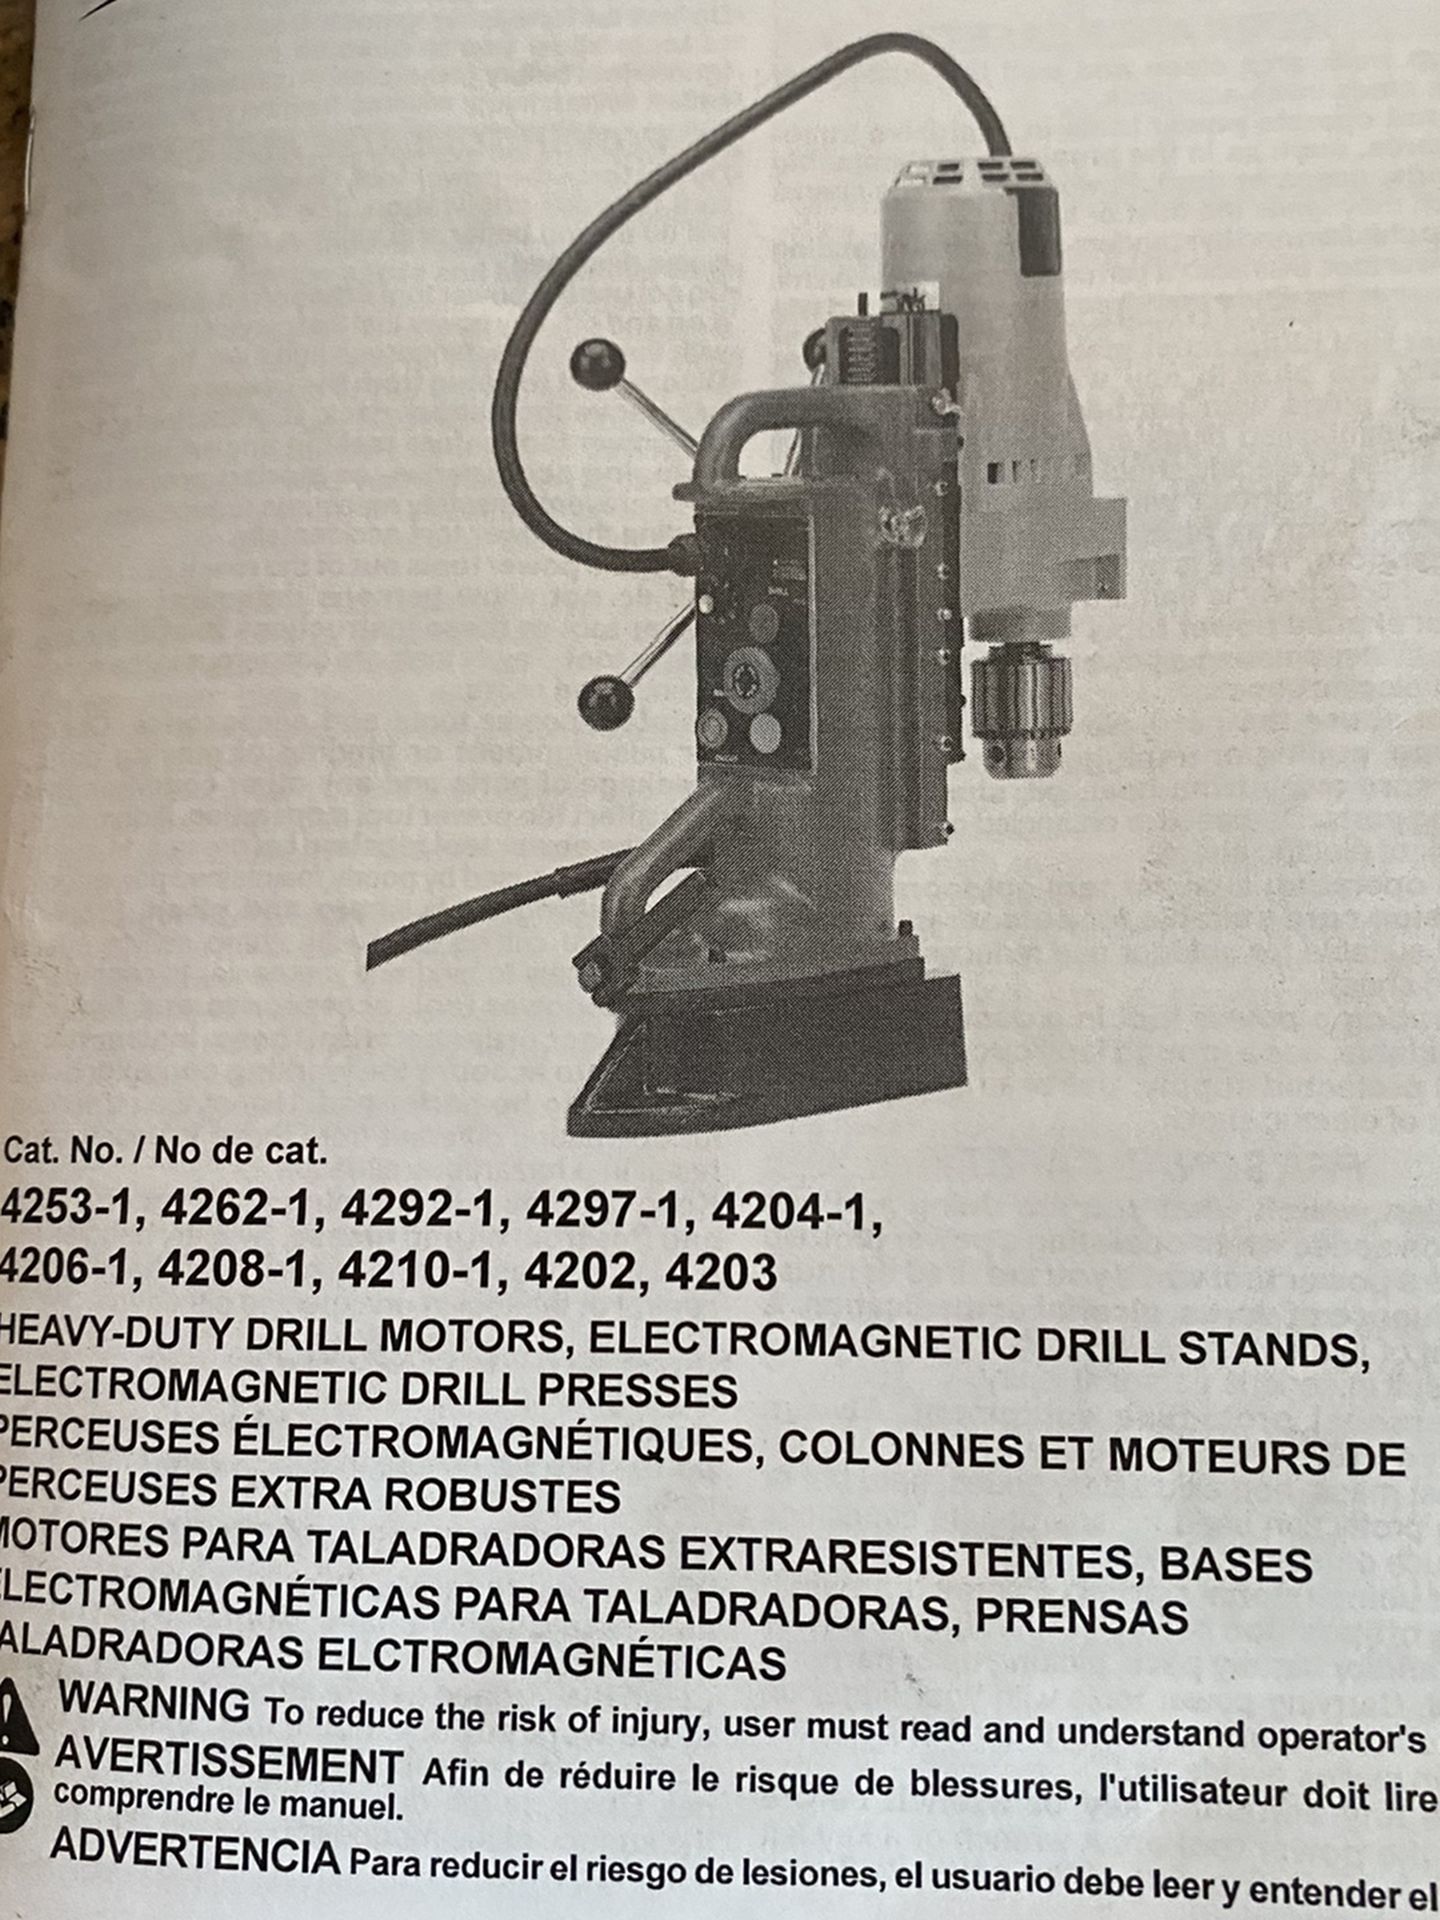 Cat. No. / No de cat.
4253-1, 4262-1, 4292-1, 4297-1, 4204-1,
4206-1, 4208-1, 4210-1, 4202, 4203
HEAVY-DUTY DRILL MOTORS, ELECTROMAGNETIC DRILL STANDS,
ELECTROMAGNETIC DRILL PRESSES
PERCEUSES ÉLECTROMAGNÉTIQUES, COLONNES ET MOTEURS DE
PERCEUSES EXTRA ROBUSTES
MOTORES PARA TALADRADORAS EXTRARESISTENTES, BASES
ELECTROMAGNÉTICAS PARA TALADRADORAS, PRENSAS
TALADRADORAS ELCTROMAGNÉTICAS
WARNING To reduce the risk of injury, user must read and understand operator's
AVERTISSEMENT Afin de réduire le risque de blessures, l'utilisateur doit lire
comprendre le manuel.
ADVERTENCIA Para reducir el riesgo de lesiones, el usuario debe leer y entender el